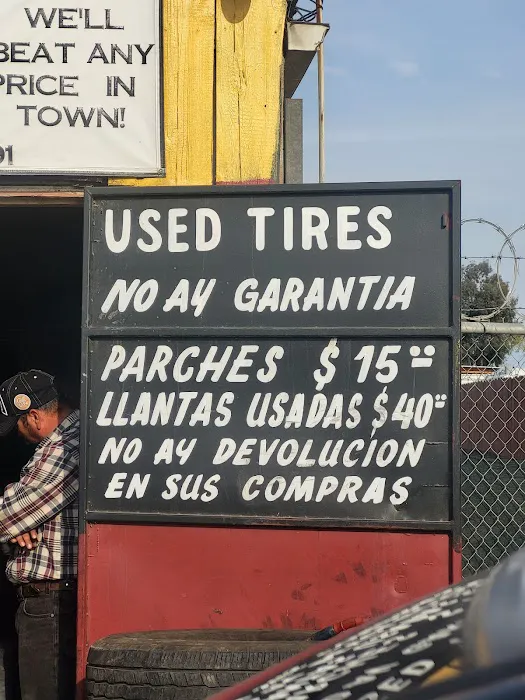 WE'LL
BEAT ANY
PRICE IN
TOWN!
91
USED TIRES
NO AY GARANTIA
PARCHES $15=
LLANTAS USADAS $40=
NO AY DEVOLUCION
EN SUS COMPRAS